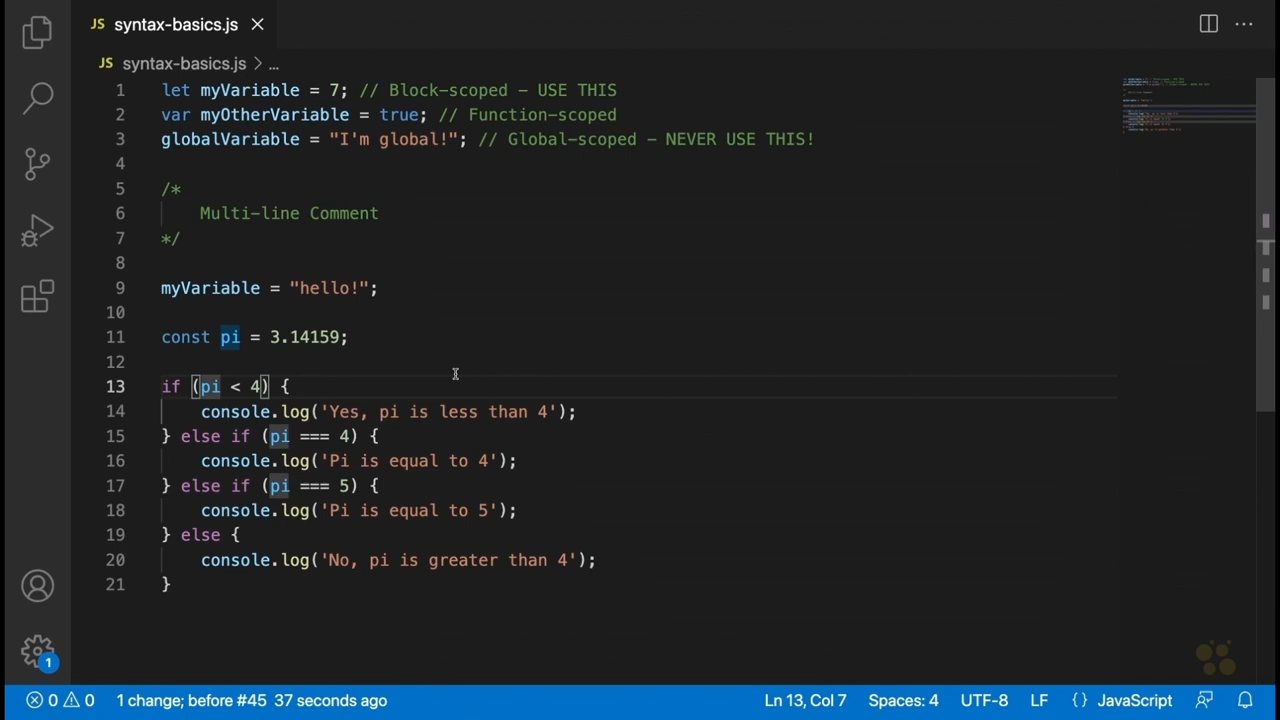 JS syntax-basics.js
JS syntax-basics.js > ...
1 let myVariable = 7; // Block-scoped – USE THIS
2 var myOtherVariable = true; // Function-scoped
3 globalVariable = "I'm global!"; // Global-scoped – NEVER USE THIS!
4
5 /*
6 Multi-line Comment
7 */
8
9 myVariable = "hello!";
10
11 const pi = 3.14159;
12
13 if (pi < 4) {
14 console.log('Yes, pi is less than 4');
15 } else if (pi === 4) {
16 console.log('Pi is equal to 4');
17 } else if (pi === 5) {
18 console.log('Pi is equal to 5');
19 } else {
20 console.log('No, pi is greater than 4');
21 }
1
0 0 1 change; before #45 37 seconds ago Ln 13, Col 7 Spaces: 4 UTF-8 LF {} JavaScript